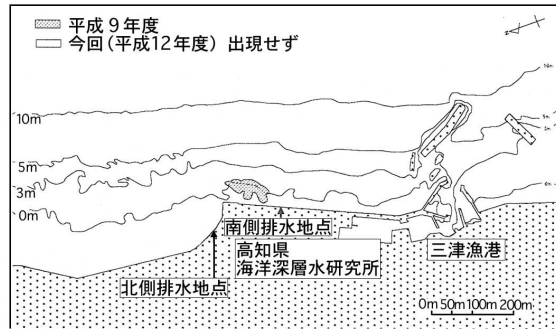 平成9年度
今回(平成12年度)出現せず
N
10m
5m
3m
0m
南側排水地点
高知県
海洋深層水研究所
北側排水地点
三津漁港
0m 50m 100m 200m